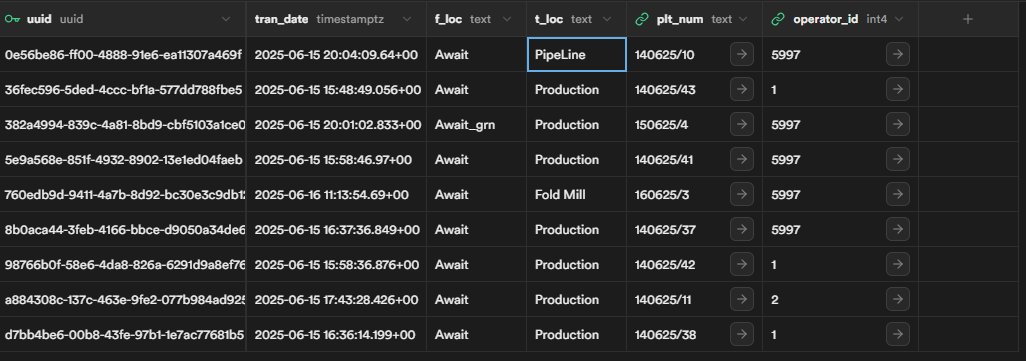 uuid uuid tran_date timestamptz f_loc text t_loc text plt_num text operator_id int4
0e56be86-ff00-4888-91e6-ea11307a469f 2025-06-15 20:04:09.64+00 Await PipeLine 140625/10 5997
36fec596-5ded-4ccc-bf1a-577dd788fbe5 2025-06-15 15:48:49.056+00 Await Production 140625/43 1
382a4994-839c-4a81-8bd9-cbf5103a1ce0 2025-06-15 20:01:02.833+00 Await_grn Production 150625/4 5997
5e9a568e-851f-4932-8902-13e1ed04faeb 2025-06-15 15:58:46.97+00 Await Production 140625/41 5997
760edb9d-9411-4a7b-8d92-bc30e3c9db12 2025-06-16 11:13:54.69+00 Await Fold Mill 160625/3 5997
8b0aca44-3feb-4166-bbce-d9050a34de6 2025-06-15 16:37:36.849+00 Await Production 140625/37 5997
98766b0f-58e6-4da8-826a-6291d9a8ef76 2025-06-15 15:58:36.876+00 Await Production 140625/42 1
a884308c-137c-463e-9fe2-077b984ad925 2025-06-15 17:43:28.426+00 Await Production 140625/11 2
d7bb4be6-00b8-43fe-97b1-1e7ac77681b5 2025-06-15 16:36:14.199+00 Await Production 140625/38 1